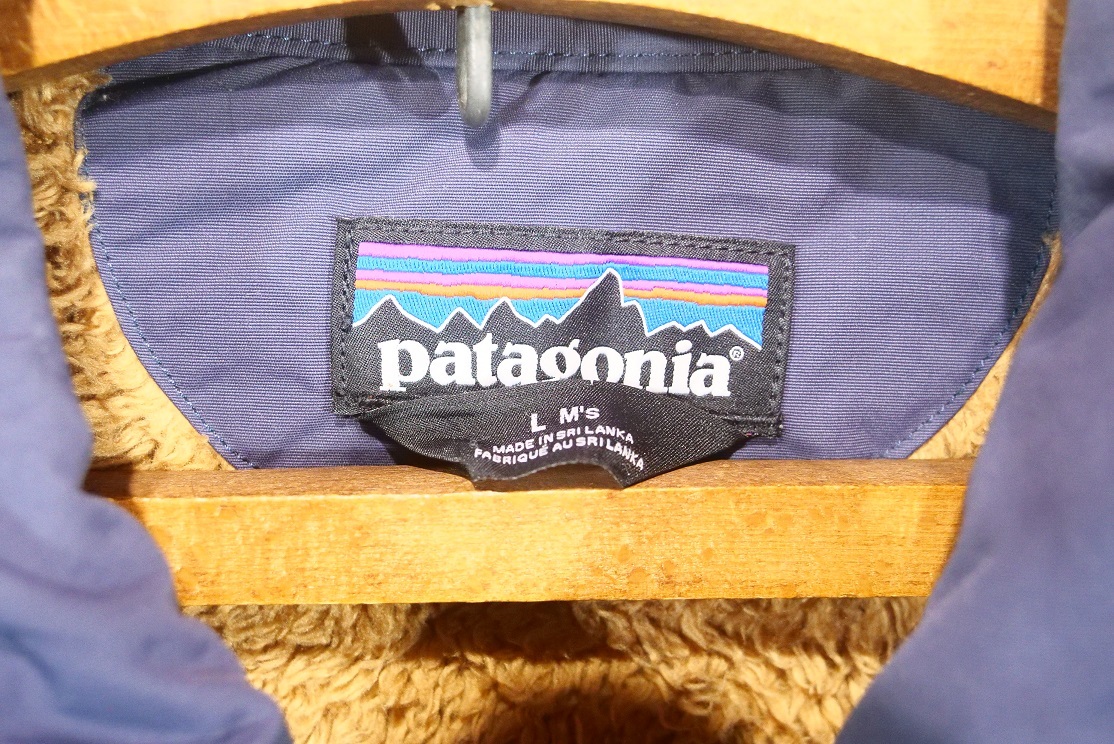 patagonia®
L M's
MADE IN SRI LANKA
FABRIQUÉ AU SRI LANKA